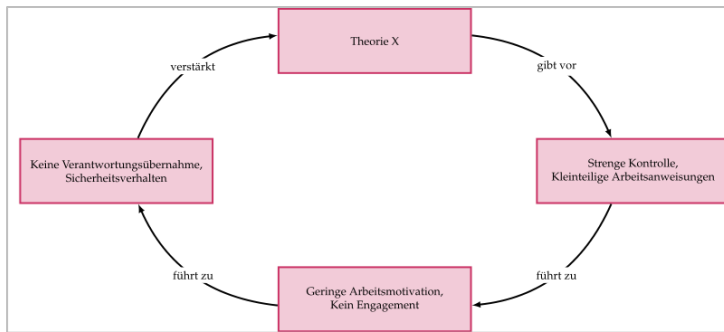 Theorie X
verstärkt
gibt vor
Keine Verantwortungsübernahme,
Sicherheitsverhalten
Strenge Kontrolle,
Kleinteilige Arbeitsanweisungen
führt zu
führt zu
Geringe Arbeitsmotivation,
Kein Engagement